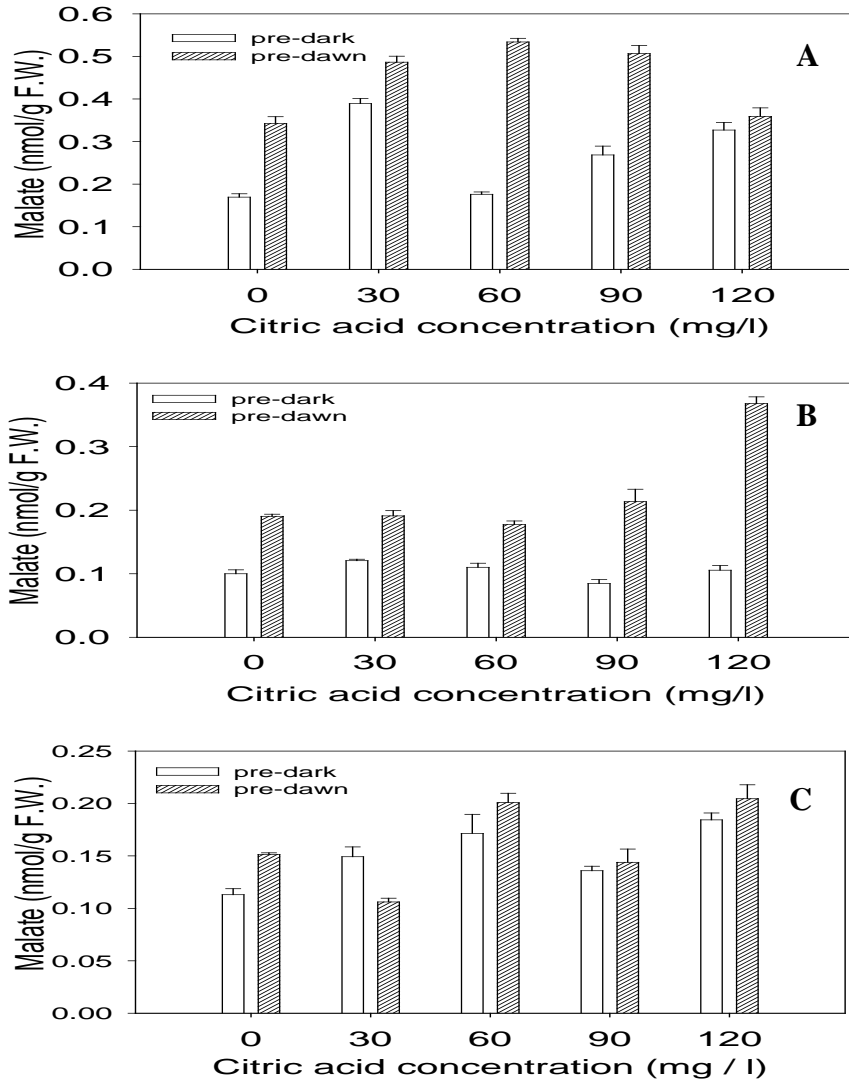 0.6
pre-dark
pre-dawn
A
0.5
0.4
0.3
0.2
0.1
0.0
Malate (nmol/g F.W.)
0 30 60 90 120
Citric acid concentration (mg/l)
0.4
pre-dark
pre-dawn
B
0.3
0.2
0.1
0.0
Malate (nmol/g F.W.)
0 30 60 90 120
Citric acid concentration (mg/l)
0.25
pre-dark
pre-dawn
C
0.20
0.15
0.10
0.05
0.00
Malate (nmol/g F.W.)
0 30 60 90 120
Citric acid concentration (mg / l)